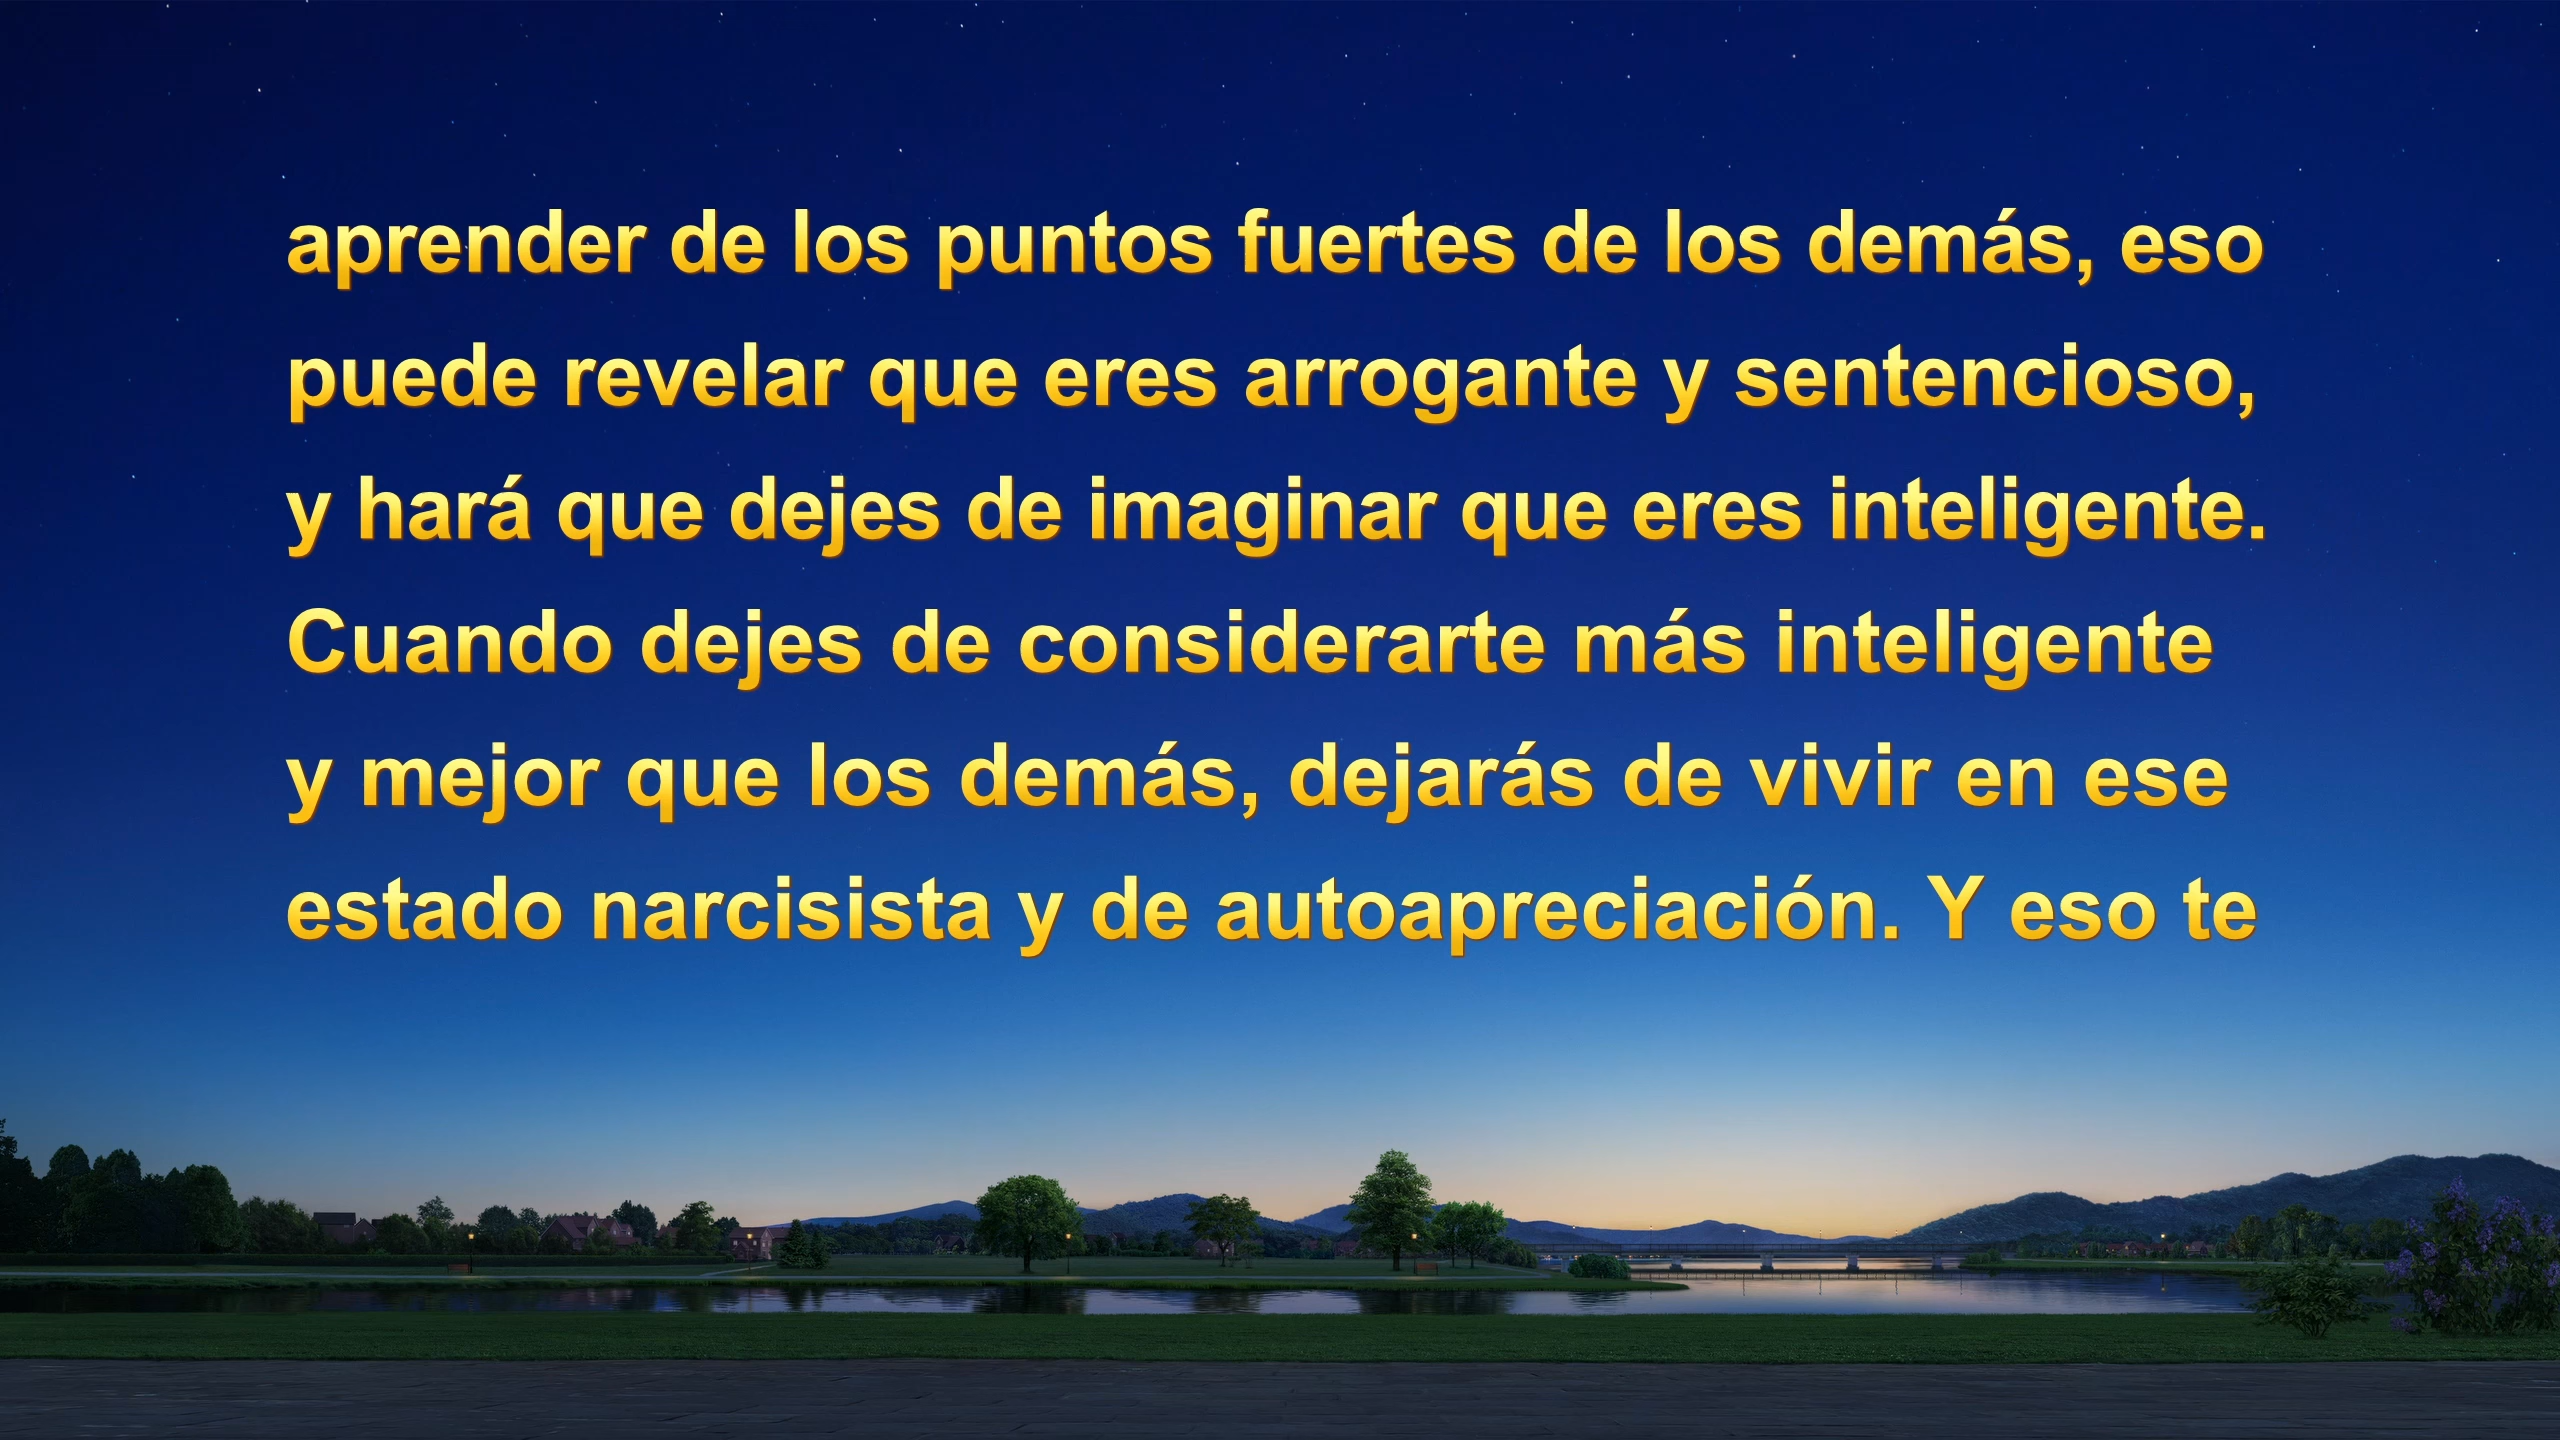 aprender de los puntos fuertes de los demás, eso
puede revelar que eres arrogante y sentencioso,
y hará que dejes de imaginar que eres inteligente.
Cuando dejes de considerarte más inteligente
y mejor que los demás, dejarás de vivir en ese
estado narcisista y de autoapreciación. Y eso te